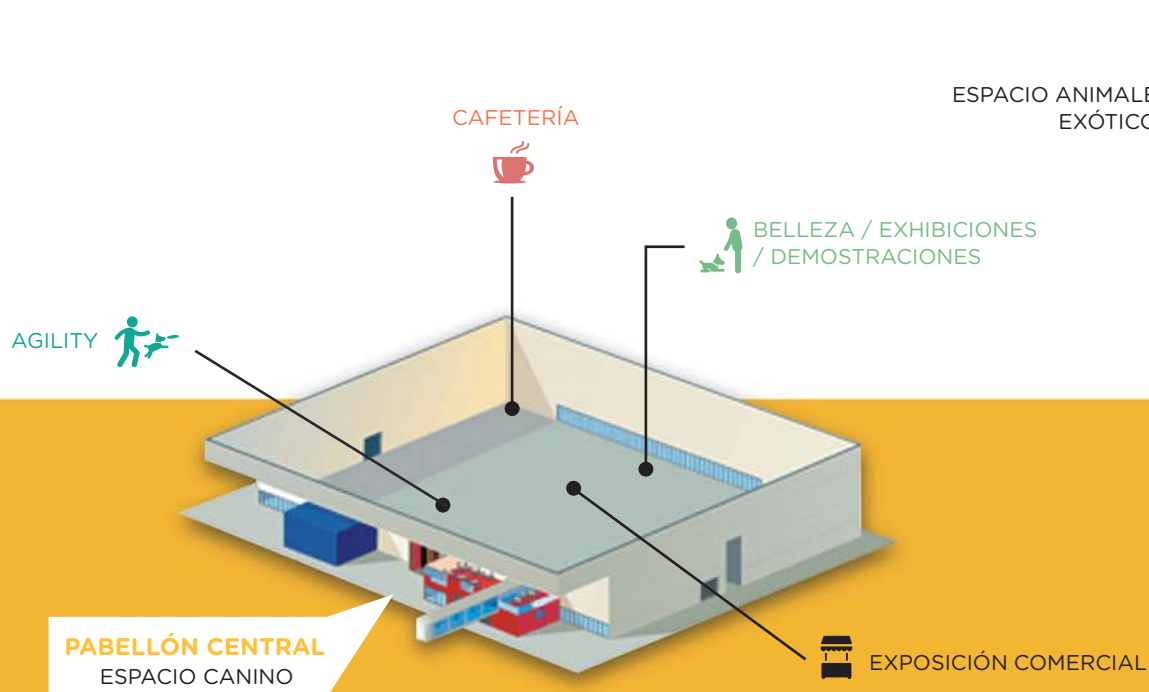 CAFETERÍA
ESPACIO ANIMALE
EXÓTICO
BELLEZA / EXHIBICIONES
/ DEMOSTRACIONES
AGILITY
PABELLÓN CENTRAL
ESPACIO CANINO
EXPOSICIÓN COMERCIAL